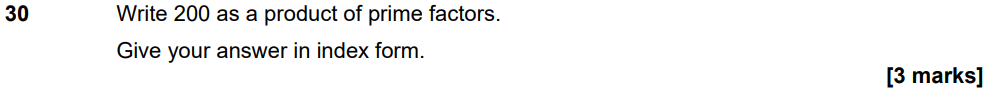 30 Write 200 as a product of prime factors.
Give your answer in index form.
[3 marks]